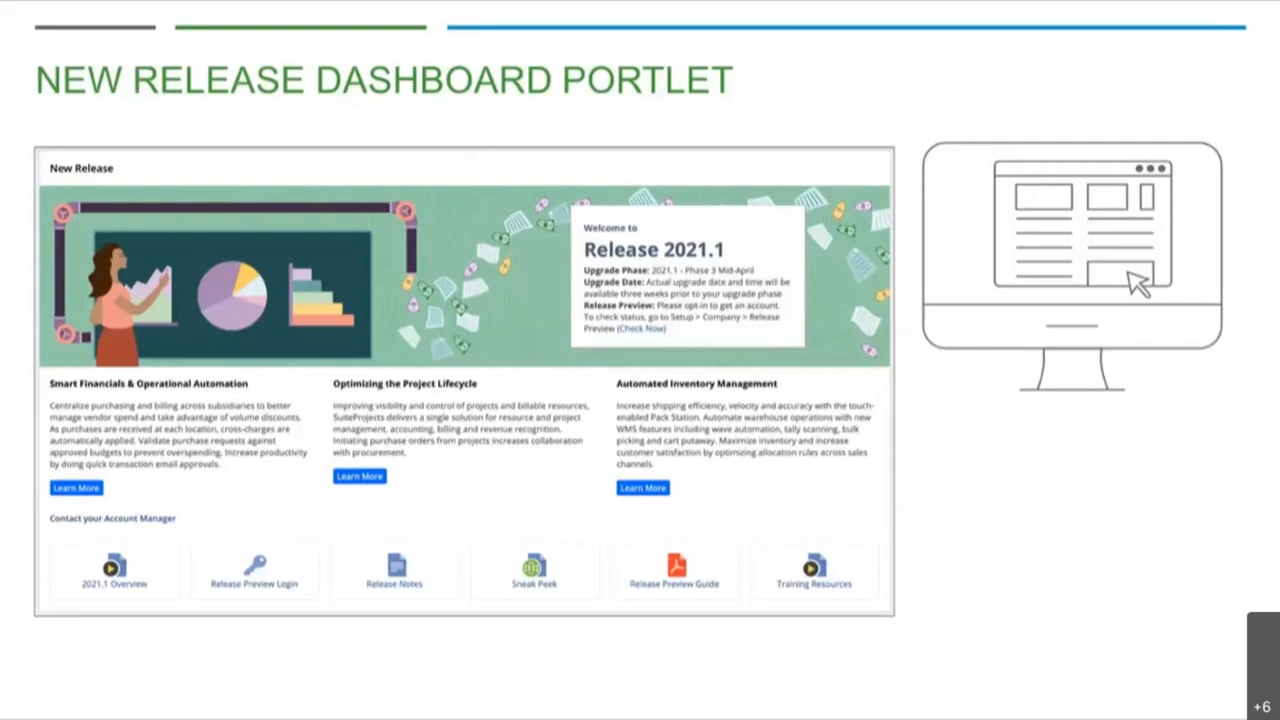 NEW RELEASE DASHBOARD PORTLET
New Release
Welcome to
Release 2021.1
Upgrade Phase: 2021.1 - Phase 3 Mid-April
Upgrade Date: Actual upgrade date and time will be
available three weeks prior to your upgrade phase
Release Preview: Please opt-in to get an account.
To check status, go to Setup > Company > Release
Preview (Check Now)
Smart Financials & Operational Automation
Centralize purchasing and billing across subsidiaries to better
manage vendor spend and take advantage of volume discounts.
As purchases are received at each location, cross-charges are
automatically applied. Validate purchase requests against
approved budgets to prevent overspending. Increase productivity
by doing quick transaction email approvals.
Learn More
Optimizing the Project Lifecycle
Improving visibility and control of projects and billable resources,
SuiteProjects delivers a single solution for resource and project
management, accounting, billing and revenue recognition.
Initiating purchase orders from projects increases collaboration
with procurement.
Learn More
Automated Inventory Management
Increase shipping efficiency, velocity and accuracy with the touch-
enabled Pack Station. Automate warehouse operations with new
WMS features including wave automation, tally scanning, bulk
picking and cart putaway. Maximize inventory and increase
customer satisfaction by optimizing allocation rules across sales
channels.
Learn More
Contact your Account Manager
2021.1 Overview
Release Preview Login
Release Notes
Sneak Peek
Release Preview Guide
Training Resources
+6